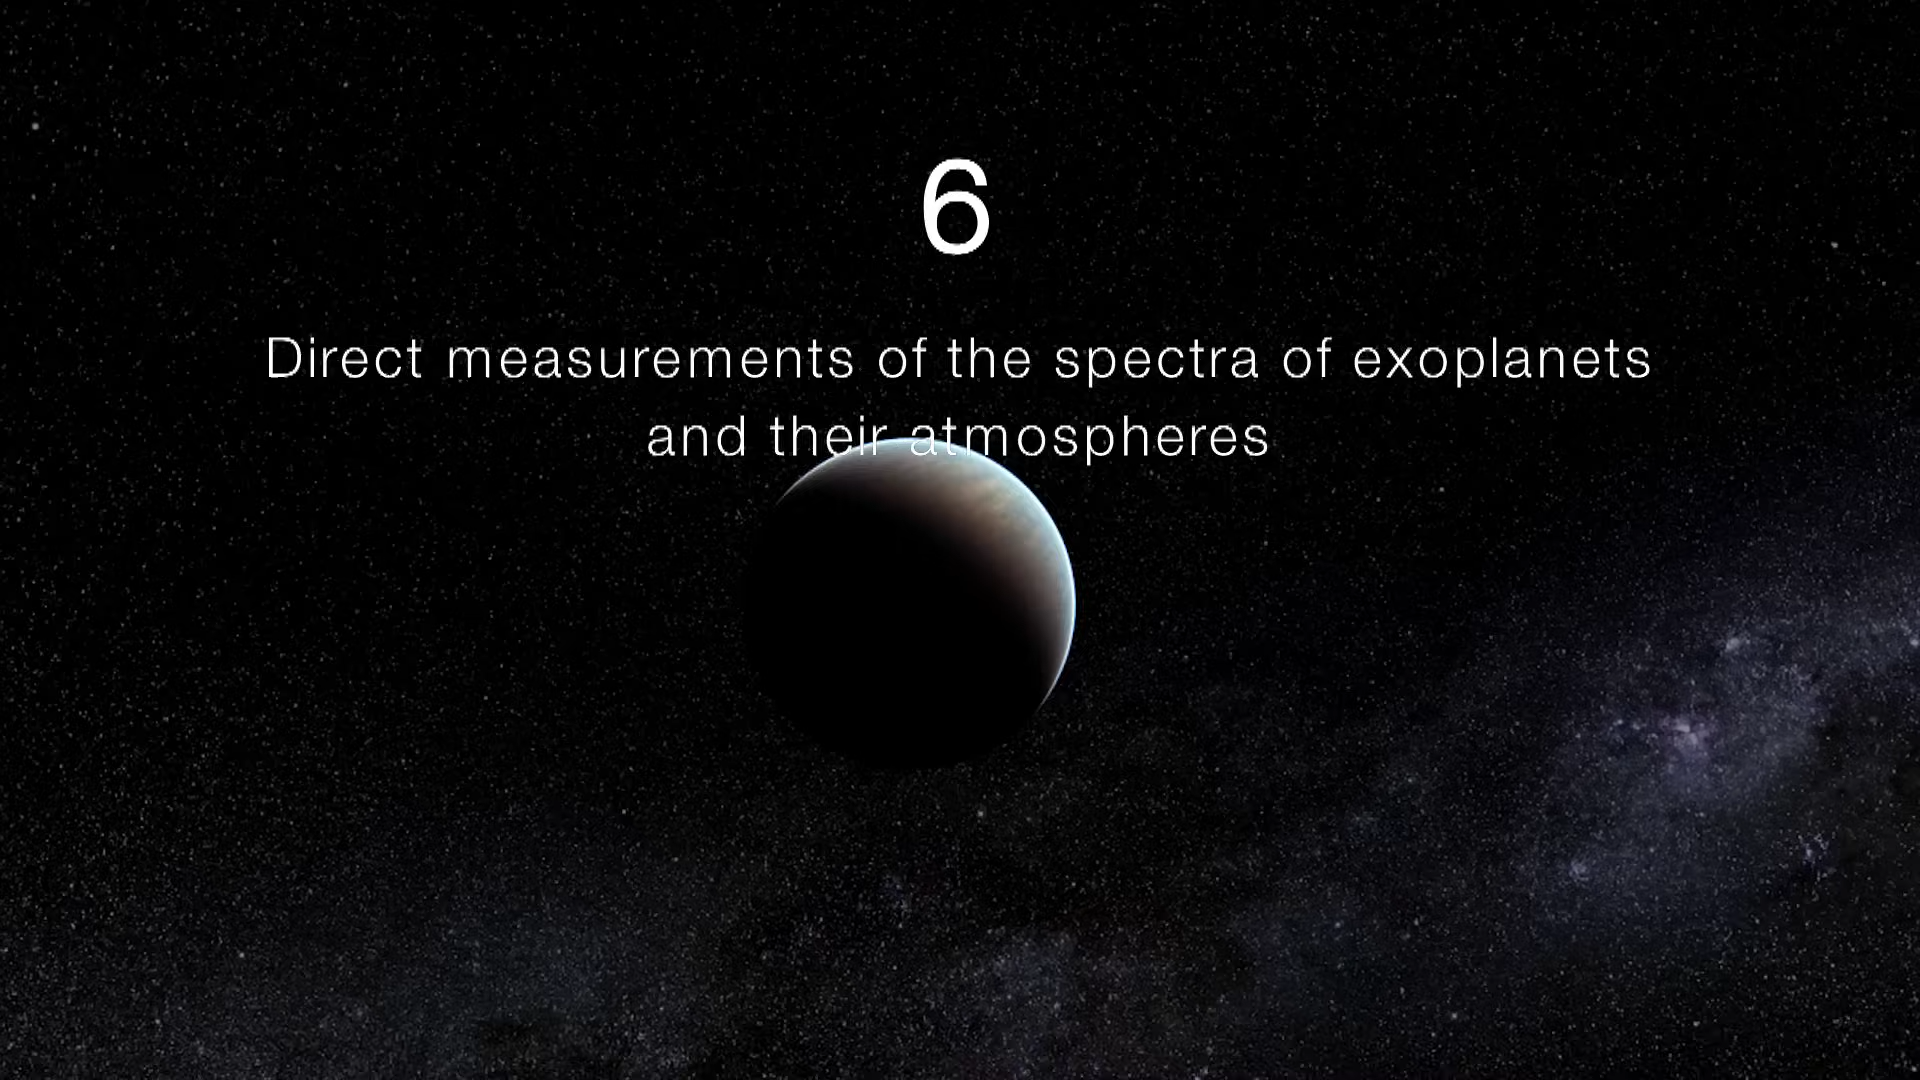 6
Direct measurements of the spectra of exoplanets
and their atmospheres